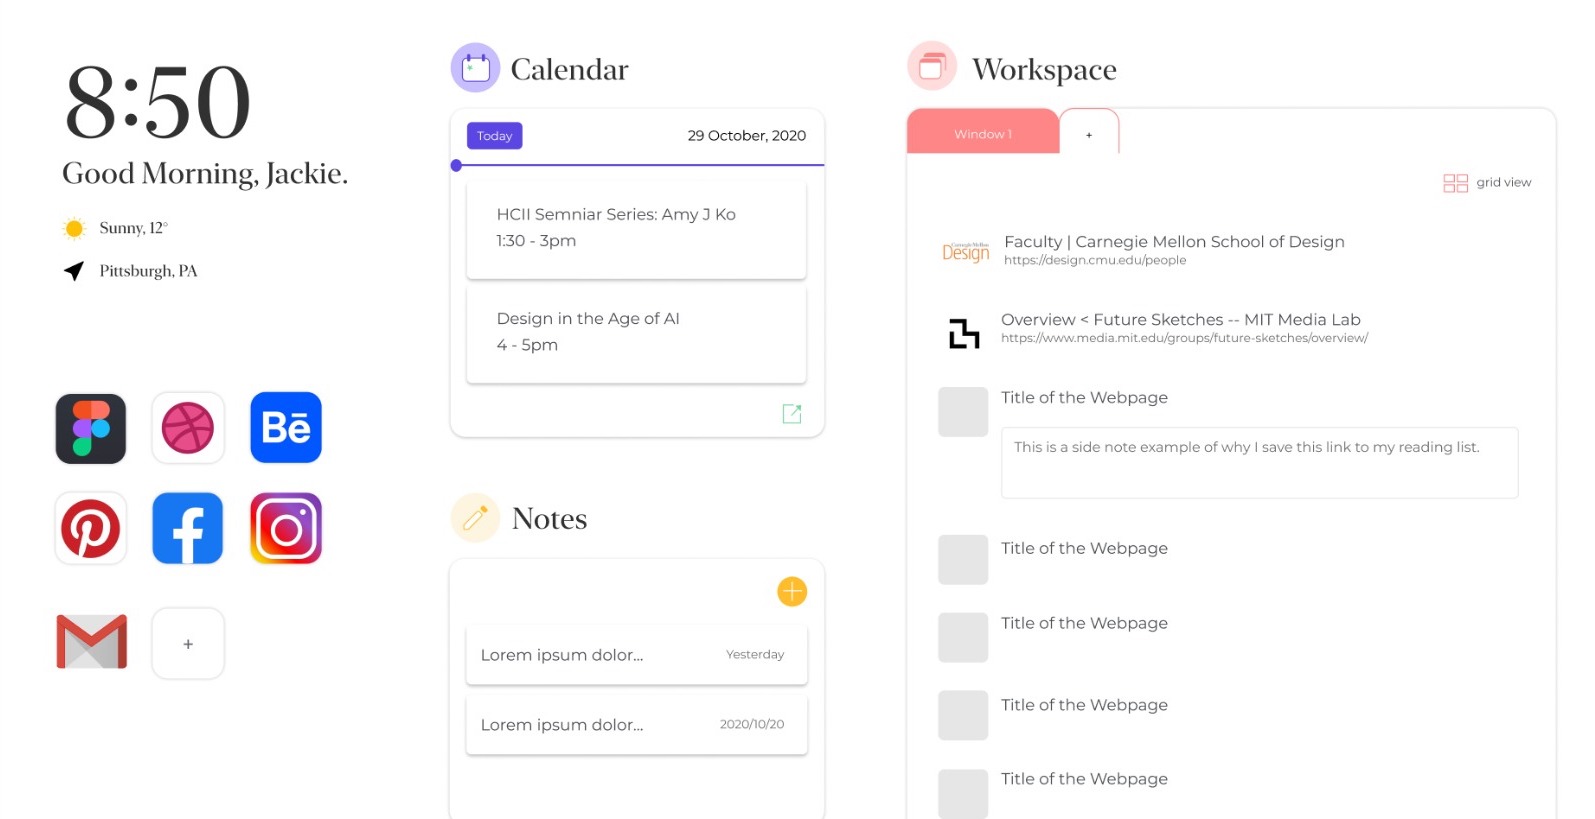 8:50
Good Morning, Jackie.
Sunny, 12°
Pittsburgh, PA
Bē
+
Calendar
Today
29 October, 2020
HCII Semniar Series: Amy J Ko
1:30 - 3pm
Design in the Age of AI
4 - 5pm
Notes
Lorem ipsum dolor...
Yesterday
Lorem ipsum dolor...
2020/10/20
Workspace
Window 1
+
grid view
Carnegie Mellon
Design
Faculty | Carnegie Mellon School of Design
https://design.cmu.edu/people
Overview < Future Sketches -- MIT Media Lab
https://www.media.mit.edu/groups/future-sketches/overview/
Title of the Webpage
This is a side note example of why I save this link to my reading list.
Title of the Webpage
Title of the Webpage
Title of the Webpage
Title of the Webpage